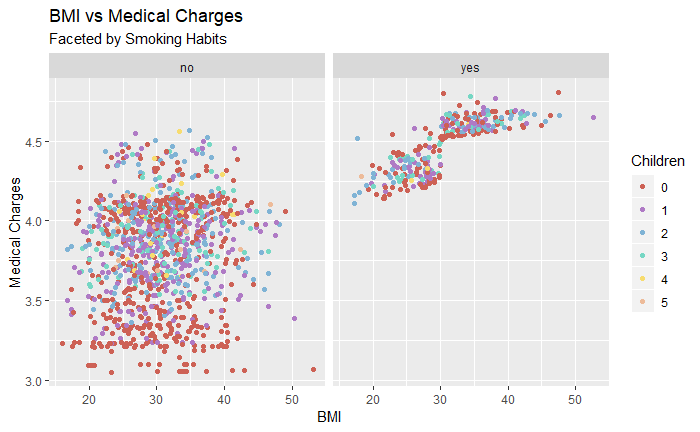 BMI vs Medical Charges
Faceted by Smoking Habits
no yes
Medical Charges
4.5
4.0
3.5
3.0
20 30 40 50 20 30 40 50
BMI
Children
0
1
2
3
4
5